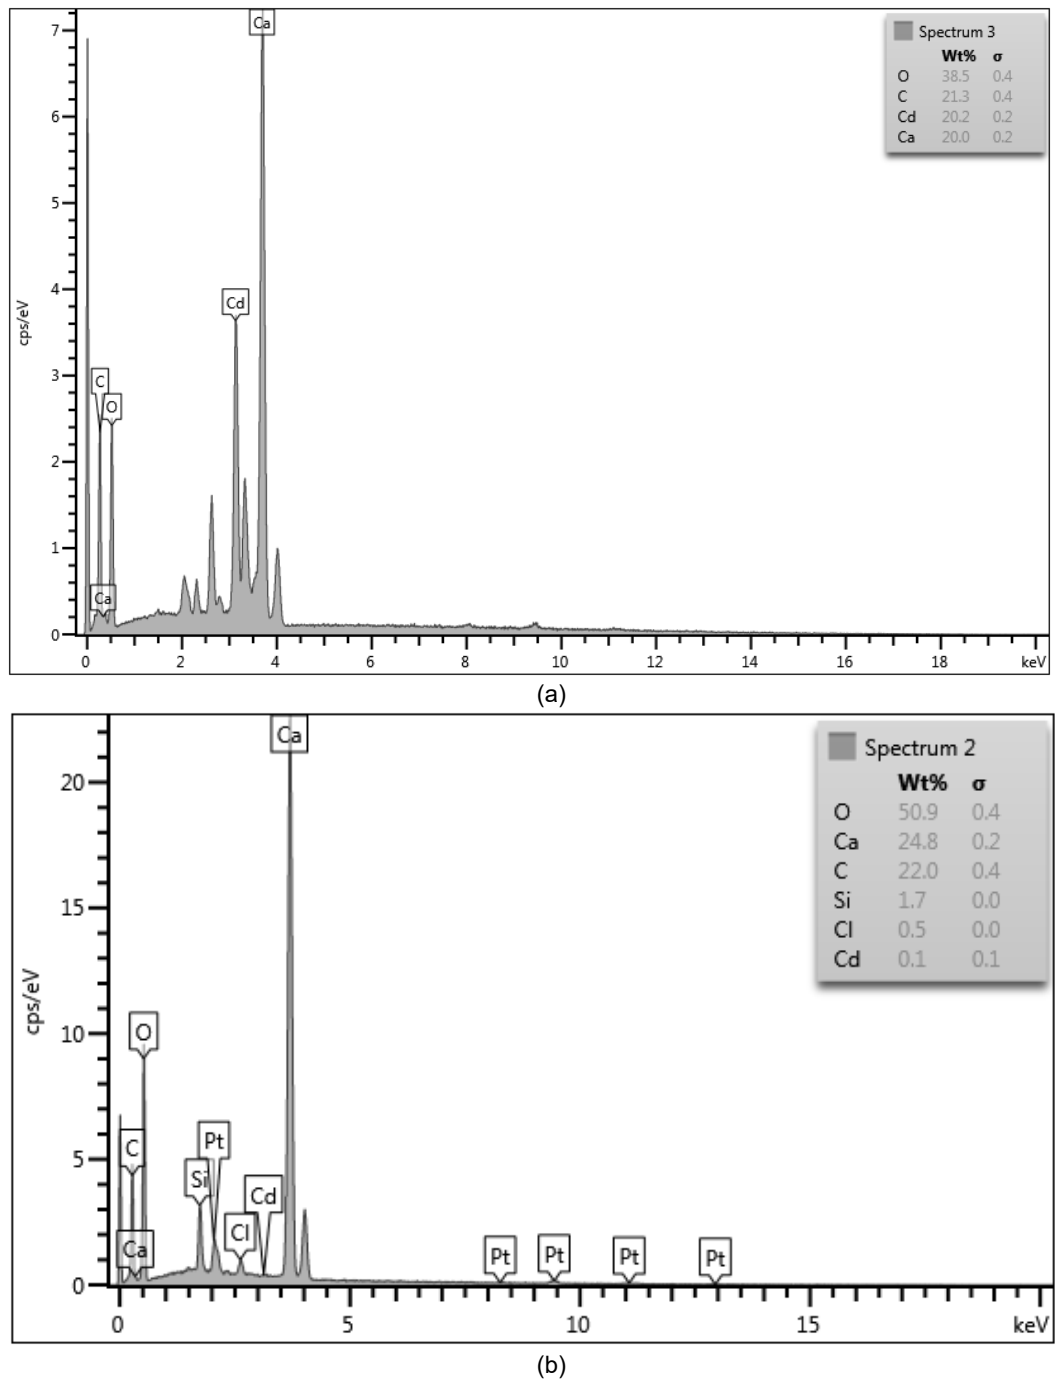 Spectrum 3
Wt% σ
O 38.5 0.4
C 21.3 0.4
Cd 20.2 0.2
Ca 20.0 0.2
Ca
Cd
C
O
Ca
cps/eV
7
6
5
4
3
2
1
0
0 2 4 6 8 10 12 14 16 18 keV
(a)
Spectrum 2
Wt% σ
O 50.9 0.4
Ca 24.8 0.2
C 22.0 0.4
Si 1.7 0.0
Cl 0.5 0.0
Cd 0.1 0.1
Ca
O
C
Pt
Si
Cd
Cl
Ca
Pt Pt Pt Pt
cps/eV
20
15
10
5
0
0 5 10 15 keV
(b)